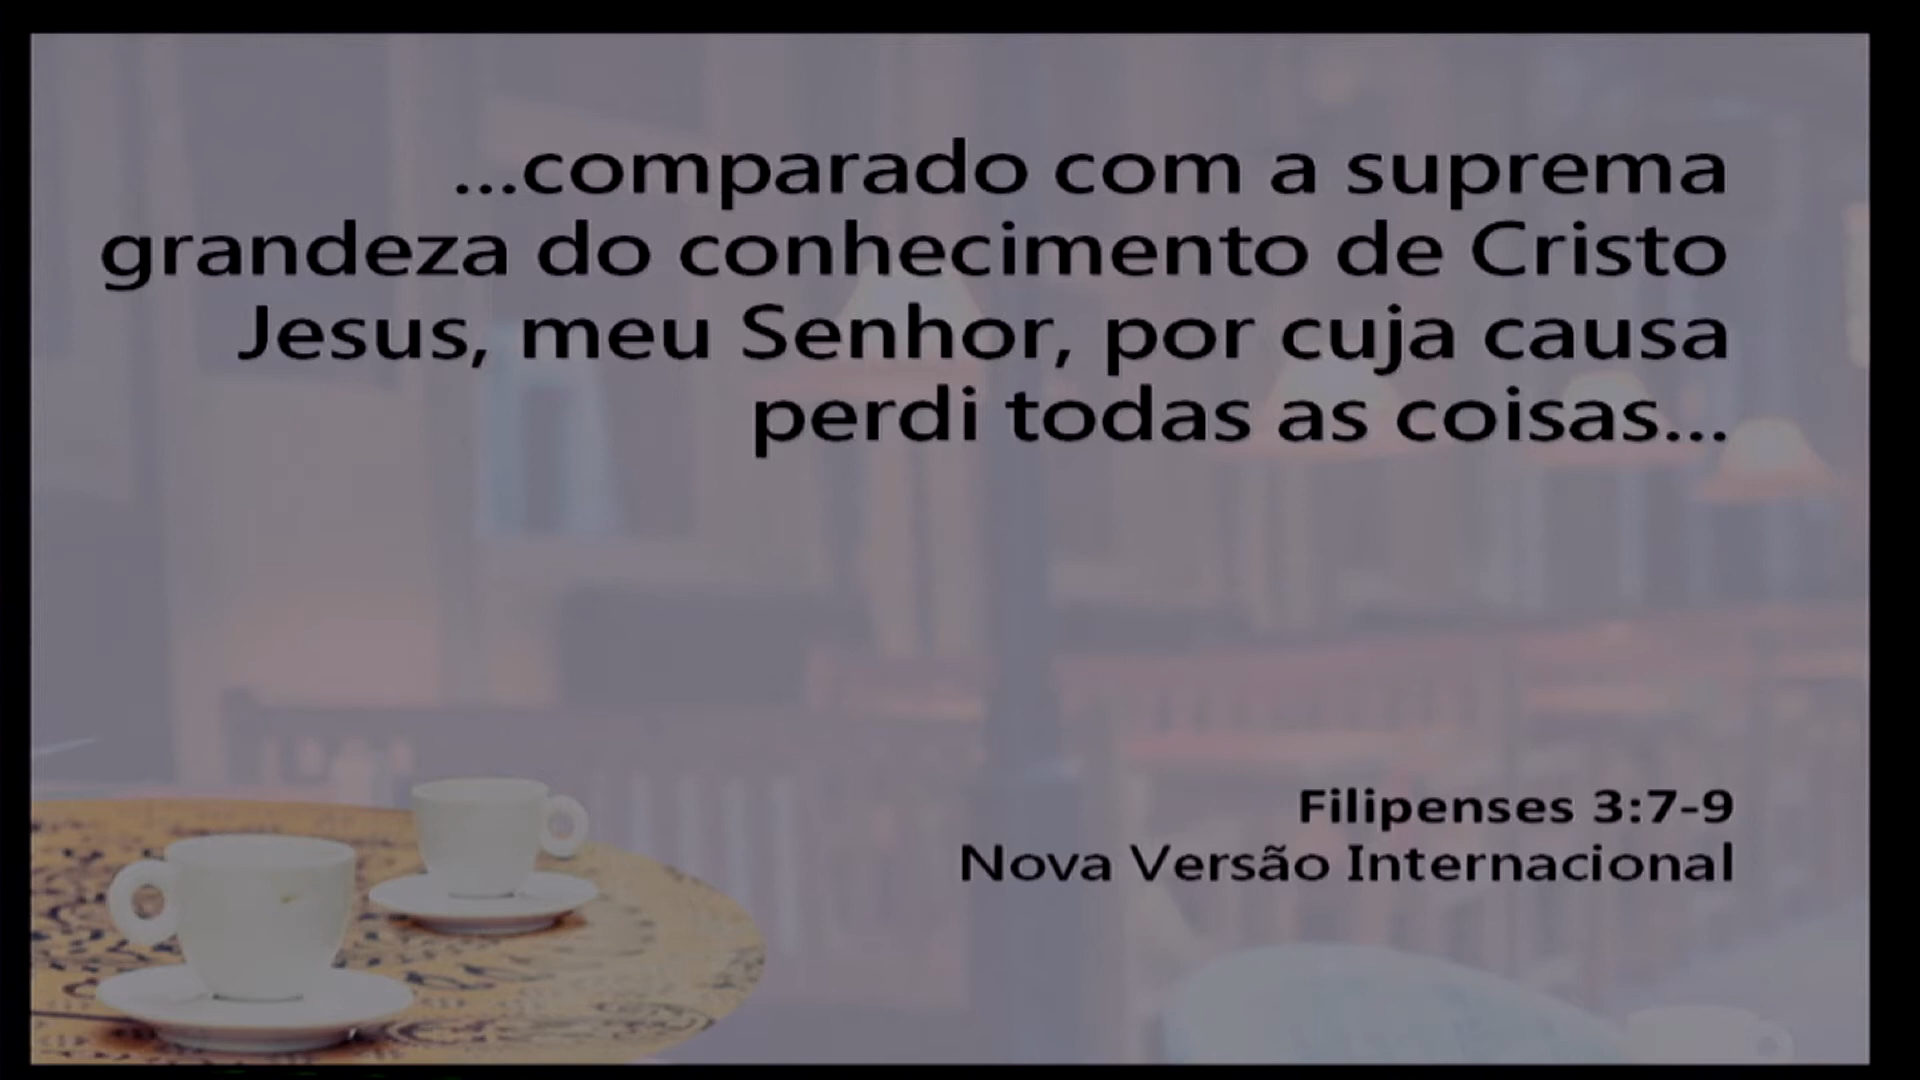 ...comparado com a suprema
grandeza do conhecimento de Cristo
Jesus, meu Senhor, por cuja causa
perdi todas as coisas...
Filipenses 3:7-9
Nova Versão Internacional